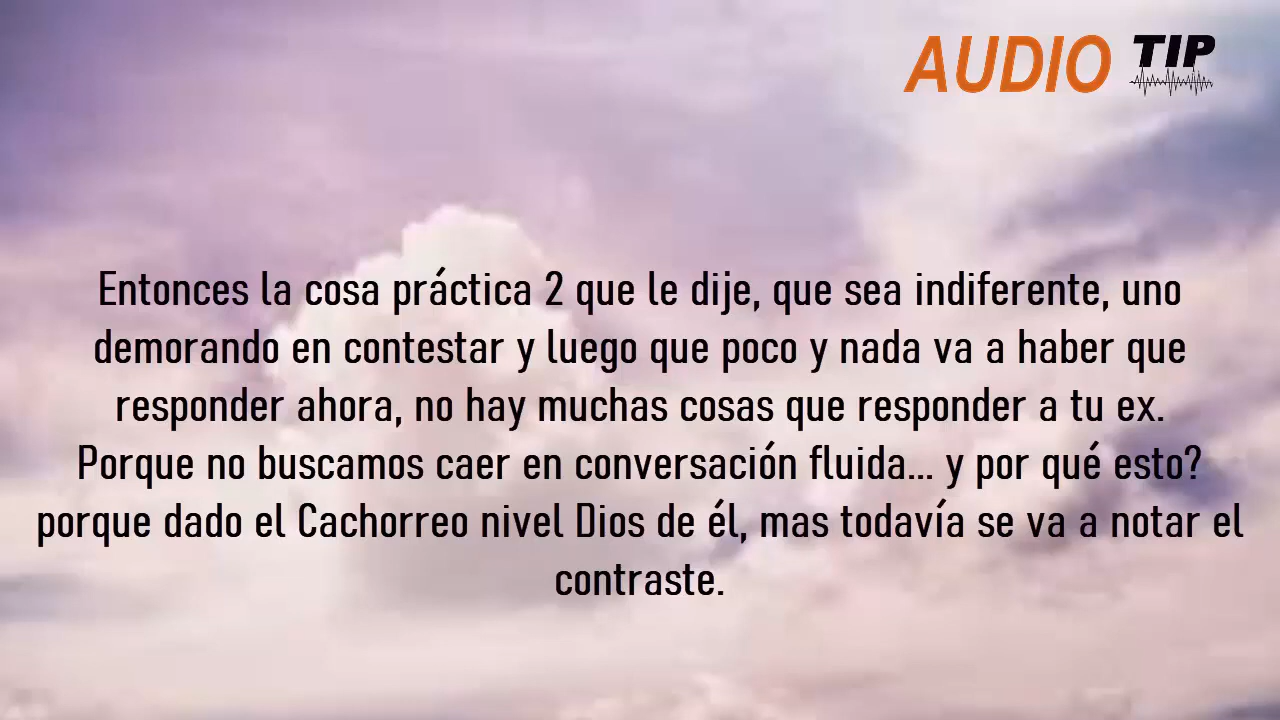 AUDIO TIP
Entonces la cosa práctica 2 que le dije, que sea indiferente, uno
demorando en contestar y luego que poco y nada va a haber que
responder ahora, no hay muchas cosas que responder a tu ex.
Porque no buscamos caer en conversación fluida... y por qué esto?
porque dado el Cachorreo nivel Dios de él, mas todavía se va a notar el
contraste.